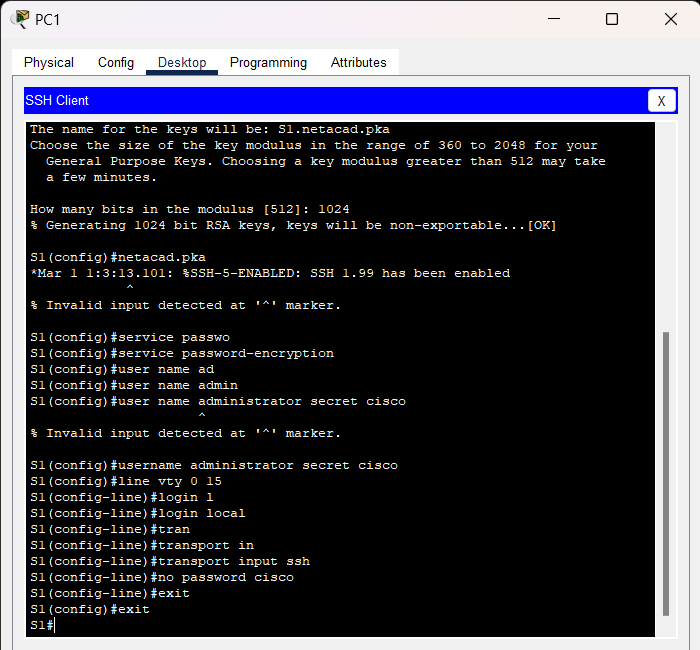 PC1
Physical Config Desktop Programming Attributes
SSH Client X
The name for the keys will be: S1.netacad.pka
Choose the size of the key modulus in the range of 360 to 2048 for your
  General Purpose Keys. Choosing a key modulus greater than 512 may take
  a few minutes.

How many bits in the modulus [512]: 1024
% Generating 1024 bit RSA keys, keys will be non-exportable...[OK]

S1(config)#netacad.pka
*Mar 1 1:3:13.101: %SSH-5-ENABLED: SSH 1.99 has been enabled
            ^
% Invalid input detected at '^' marker.

S1(config)#service passwo
S1(config)#service password-encryption
S1(config)#user name ad
S1(config)#user name admin
S1(config)#user name administrator secret cisco
                     ^
% Invalid input detected at '^' marker.

S1(config)#username administrator secret cisco
S1(config)#line vty 0 15
S1(config-line)#login l
S1(config-line)#login local
S1(config-line)#tran
S1(config-line)#transport in
S1(config-line)#transport input ssh
S1(config-line)#no password cisco
S1(config-line)#exit
S1(config)#exit
S1#